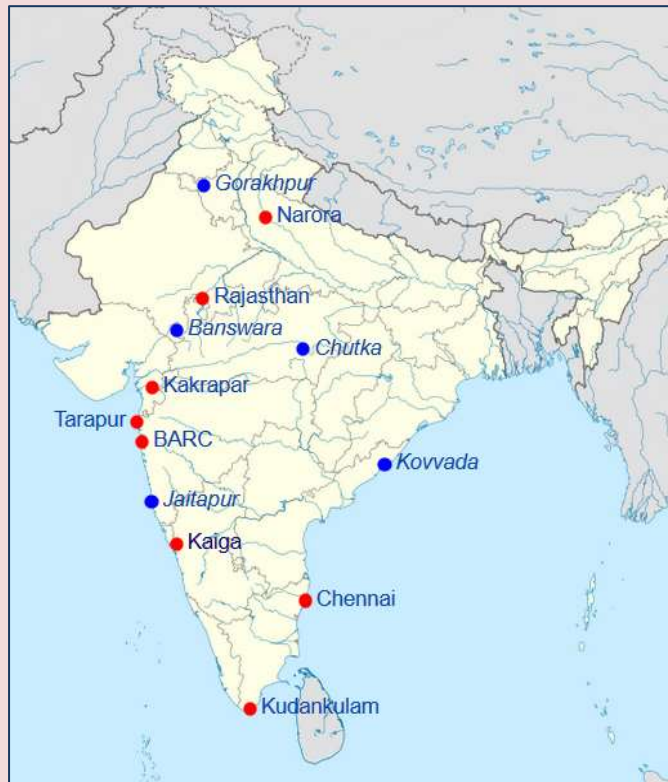 Gorakhpur
Narora
Rajasthan
Banswara
Chutka
Kakrapar
Tarapur
BARC
Kovvada
Jaitapur
Kaiga
Chennai
Kudankulam